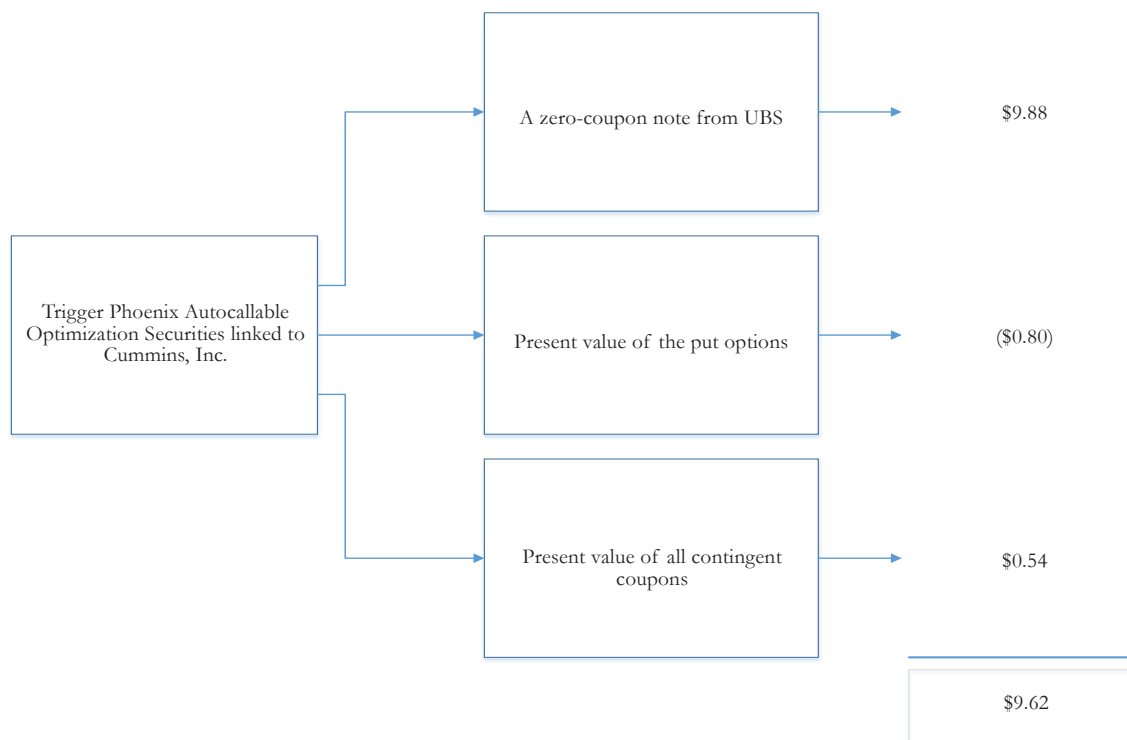 A zero-coupon note from UBS
$9.88
Trigger Phoenix Autocallable
Optimization Securities linked to
Cummins, Inc.
Present value of the put options
($0.80)
Present value of all contingent
coupons
$0.54
$9.62